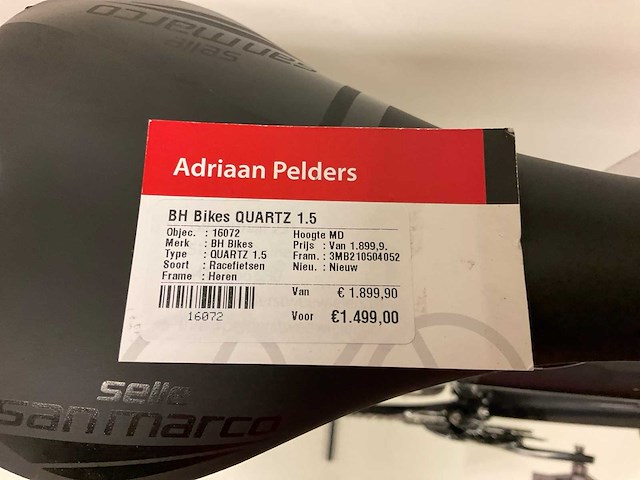 selle
sanmarco
Adriaan Pelders
BH Bikes QUARTZ 1.5
Objec. : 16072 Hoogte MD
Merk : BH Bikes Prijs : Van 1.899,9.
Type : QUARTZ 1.5 Fram. : 3MB210504052
Soort : Racefietsen Nieu. : Nieuw
Frame : Heren
Van € 1.899,90
16072 Voor €1.499,00
selle
sanmarco